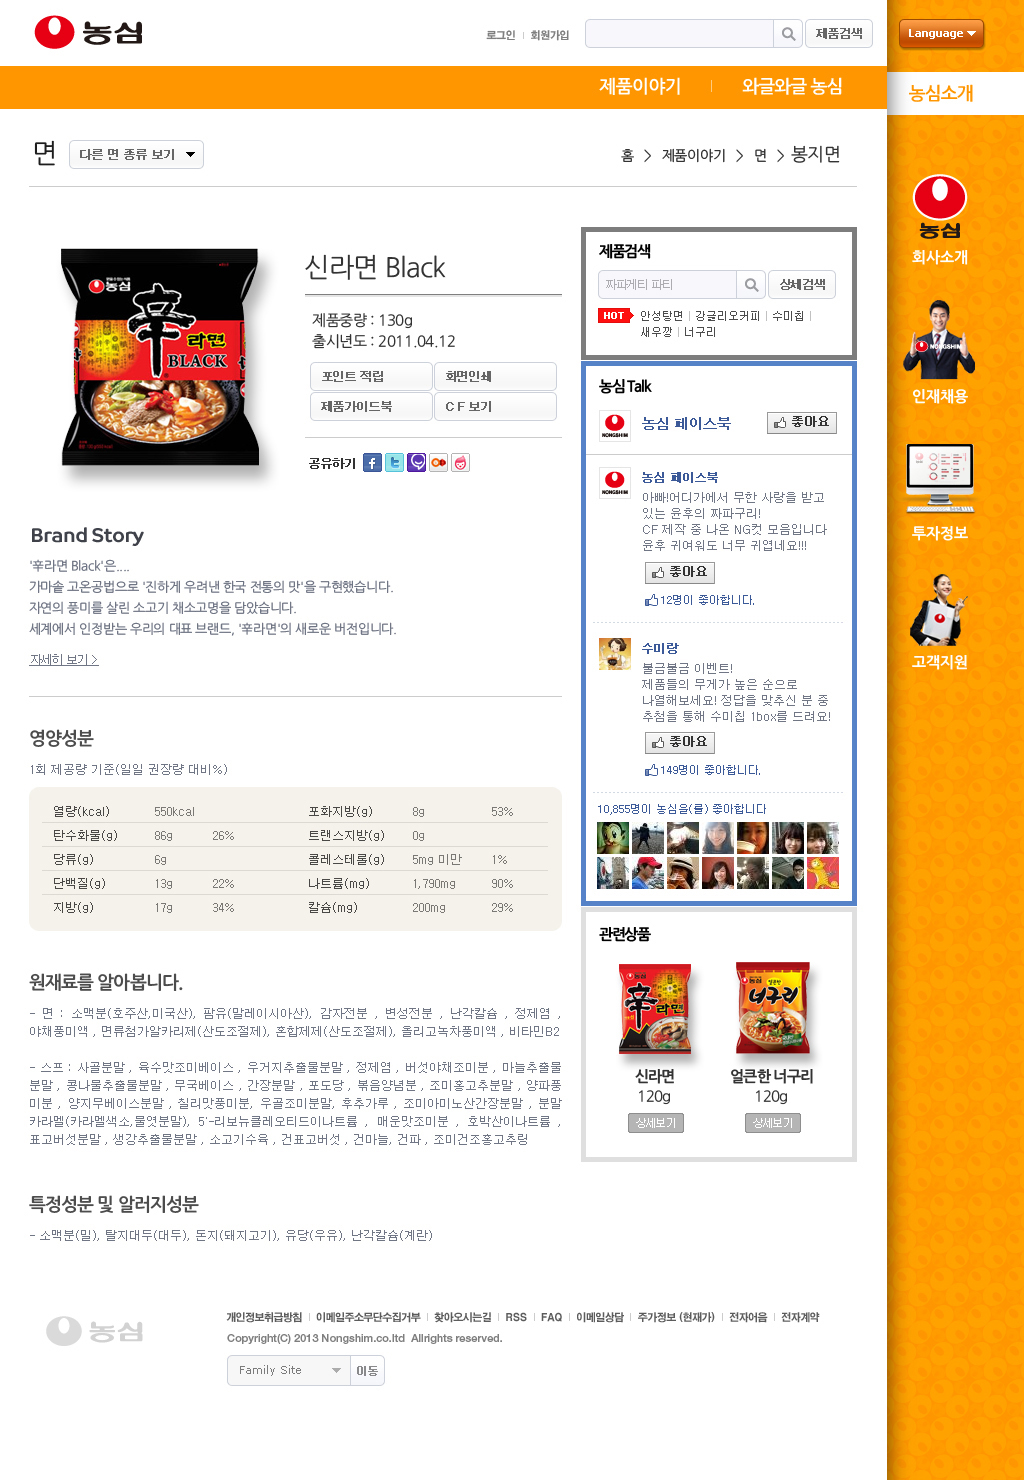 농심
로그인
회원가입
제품검색
Language
제품이야기
와글와글 농심
농심소개
면
다른 면 종류 보기
홈 > 제품이야기 > 면 > 봉지면
농심
辛
라면
BLACK
신라면 Black
제품중량 : 130g
출시년도 : 2011.04.12
포인트 적립
화면인쇄
제품가이드북
C F 보기
공유하기
Brand Story
'辛라면 Black'은....
가마솥 고온공법으로 '진하게 우려낸 한국 전통의 맛'을 구현했습니다.
자연의 풍미를 살린 소고기 채소고명을 담았습니다.
세계에서 인정받는 우리의 대표 브랜드, '辛라면'의 새로운 버전입니다.
자세히 보기 >
영양성분
1회 제공량 기준(일일 권장량 대비%)
열량(kcal) 550kcal 포화지방(g) 8g 53%
탄수화물(g) 86g 26% 트랜스지방(g) 0g
당류(g) 6g 콜레스테롤(g) 5mg 미만 1%
단백질(g) 13g 22% 나트륨(mg) 1,790mg 90%
지방(g) 17g 34% 칼슘(mg) 200mg 29%
원재료를 알아봅니다.
- 면 : 소맥분(호주산,미국산), 팜유(말레이시아산), 감자전분 , 변성전분 , 난각칼슘 , 정제염 ,
야채풍미액 , 면류첨가알카리제(산도조절제), 혼합제제(산도조절제), 올리고녹차풍미액 , 비타민B2
- 스프 : 사골분말 , 육수맛조미베이스 , 우거지추출물분말 , 정제염 , 버섯야채조미분 , 마늘추출물
분말 , 콩나물추출물분말 , 무국베이스 , 간장분말 , 포도당 , 볶음양념분 , 조미홍고추분말 , 양파풍
미분 , 양지무베이스분말 , 칠리맛풍미분, 우골조미분말, 후추가루 , 조미아미노산간장분말 , 분말
카라멜(카라멜색소,물엿분말), 5'-리보뉴클레오티드이나트륨 , 매운맛조미분 , 호박산이나트륨 ,
표고버섯분말 , 생강추출물분말 , 소고기수육 , 건표고버섯 , 건마늘, 건파 , 조미건조홍고추링
특정성분 및 알러지성분
- 소맥분(밀), 탈지대두(대두), 돈지(돼지고기), 유당(우유), 난각칼슘(계란)
제품검색
짜파게티 파티
상세검색
HOT
안성탕면 | 강글리오커피 | 수미칩 |
새우깡 | 너구리
농심 Talk
NONGSHIM
농심 페이스북
좋아요
NONGSHIM
농심 페이스북
아빠!어디가에서 무한 사랑을 받고
있는 윤후의 짜파구리!
CF 제작 중 나온 NG컷 모음입니다
윤후 귀여워도 너무 귀엽네요!!!
좋아요
12명이 좋아합니다.
수미랑
불금불금 이벤트!
제품들의 무게가 높은 순으로
나열해보세요! 정답을 맞추신 분 중
추첨을 통해 수미칩 1box를 드려요!
좋아요
149명이 좋아합니다.
10,855명이 농심을(를) 좋아합니다
관련상품
辛
라면
농심
너구리
신라면
120g
상세보기
얼큰한 너구리
120g
상세보기
농심
회사소개
NONGSHIM
인재채용
투자정보
고객지원
농심
개인정보취급방침 | 이메일주소무단수집거부 | 찾아오시는길 | RSS | FAQ | 이메일상담 | 주가정보 (현재가) | 전자어음 | 전자계약
Copyright(C) 2013 Nongshim.co.ltd Allrights reserved.
Family Site
이동